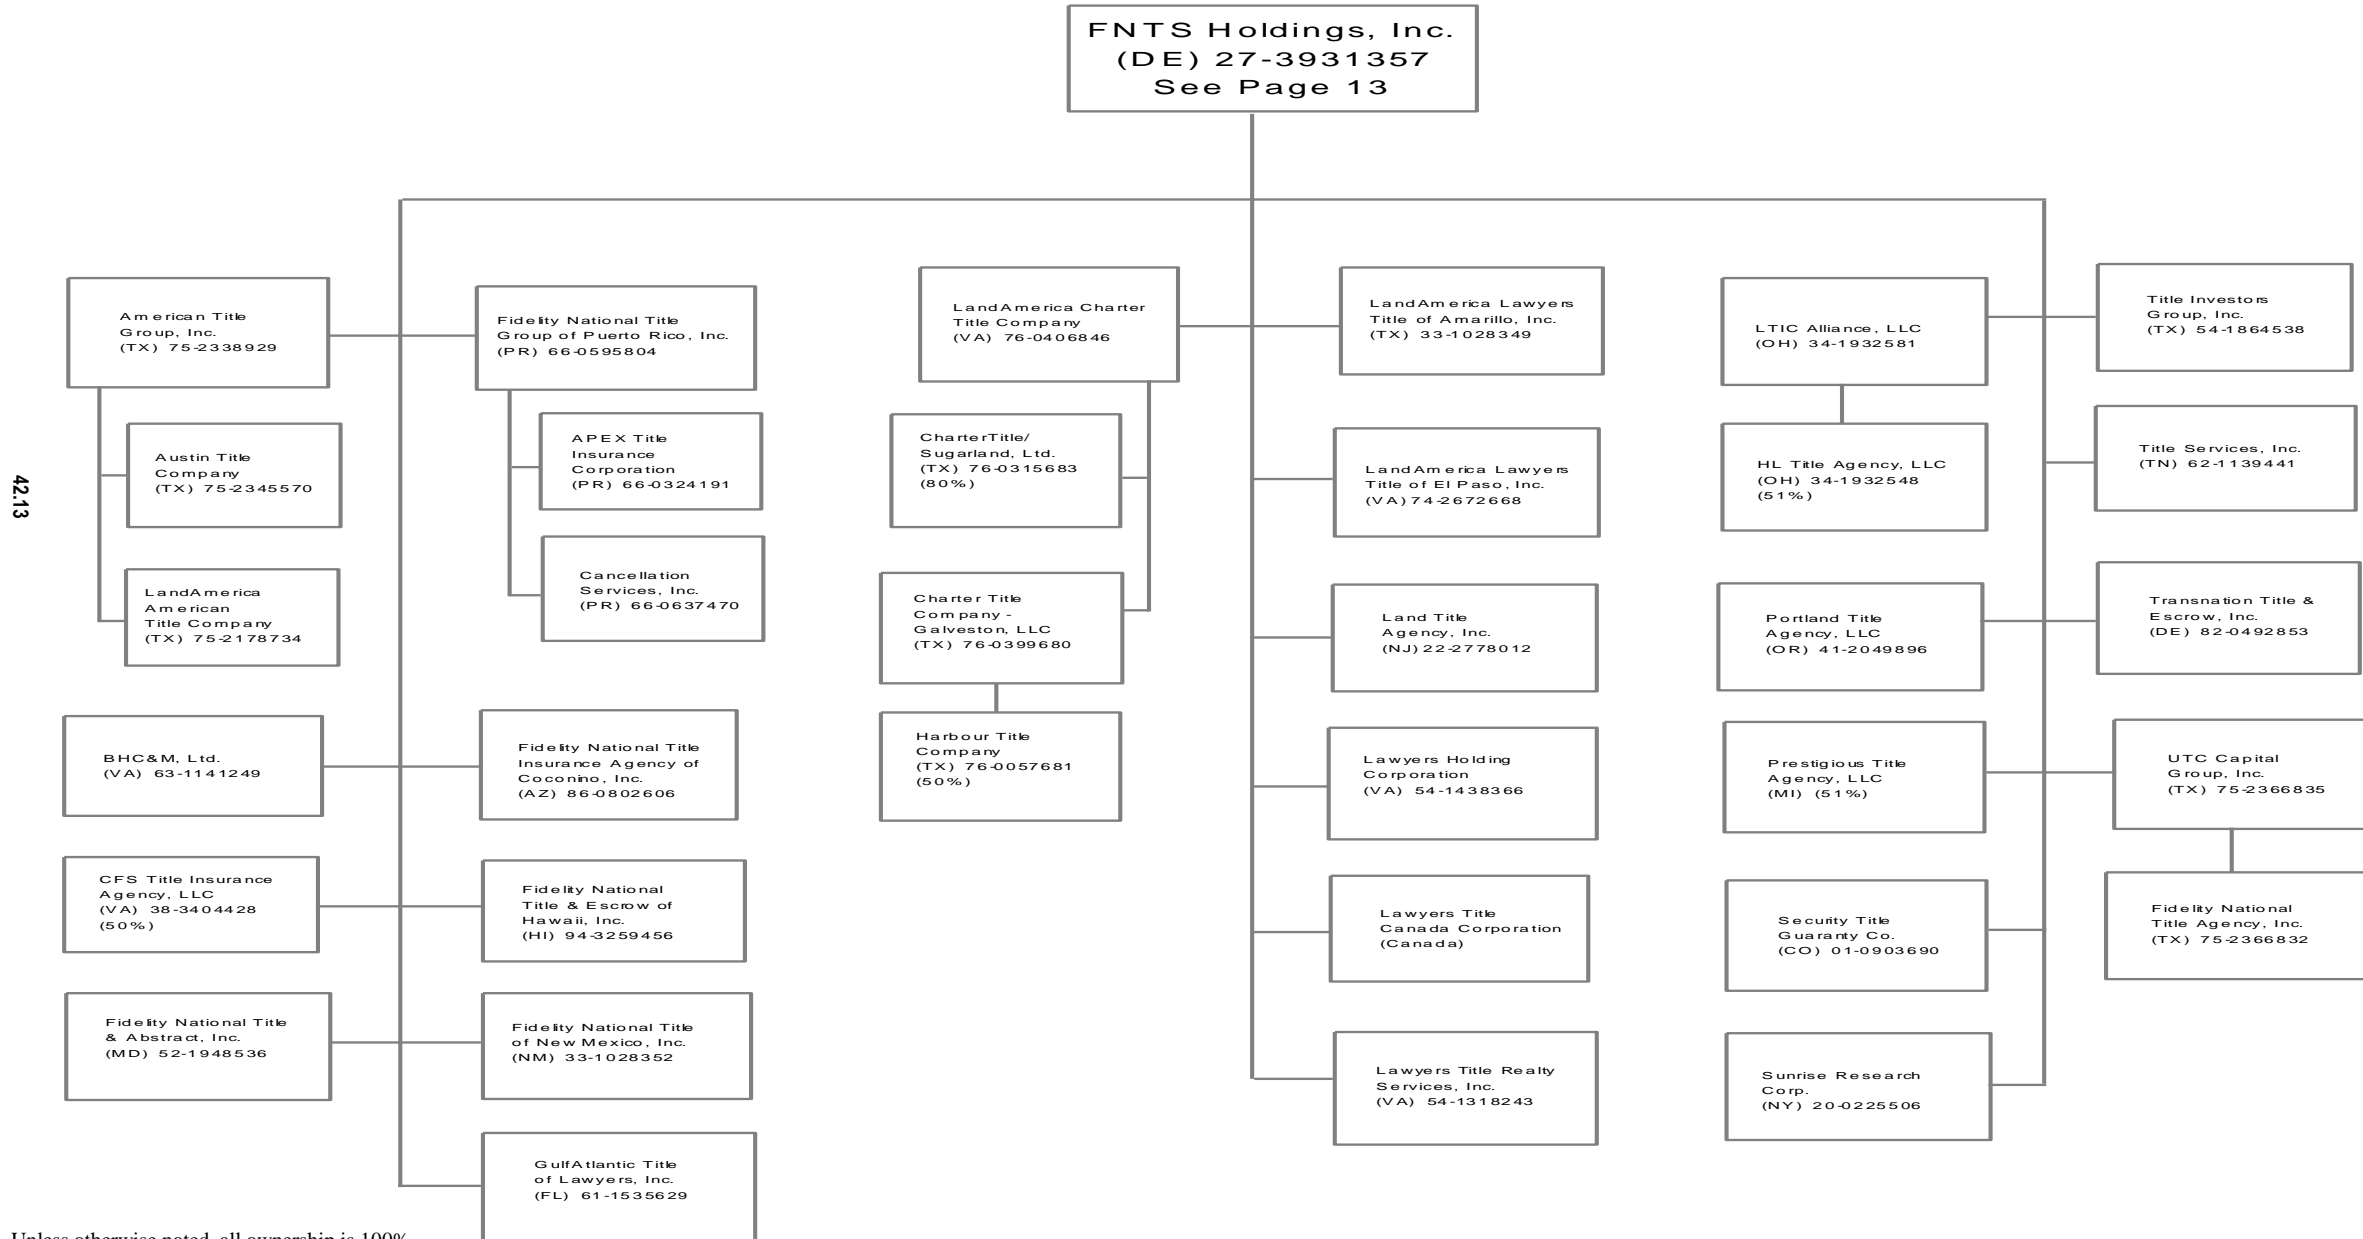 FNTS Holdings, Inc.
(DE) 27-3931357
See Page 13
American Title
Group, Inc.
(TX) 75-2338929
Austin Title
Company
(TX) 75-2345570
LandAmerica
American
Title Company
(TX) 75-2178734
BHC&M, Ltd.
(VA) 63-1141249
CFS Title Insurance
Agency, LLC
(VA) 38-3404428
(50%)
Fidelity National Title
& Abstract, Inc.
(MD) 52-1948536
Fidelity National Title
Group of Puerto Rico, Inc.
(PR) 66-0595804
APEX Title
Insurance
Corporation
(PR) 66-0324191
Cancellation
Services, Inc.
(PR) 66-0637470
Fidelity National Title
Insurance Agency of
Coconino, Inc.
(AZ) 86-0802606
Fidelity National
Title & Escrow of
Hawaii, Inc.
(HI) 94-3259456
Fidelity National Title
of New Mexico, Inc.
(NM) 33-1028352
GulfAtlantic Title
of Lawyers, Inc.
(FL) 61-1535629
LandAmerica Charter
Title Company
(VA) 76-0406846
CharterTitle/
Sugarland, Ltd.
(TX) 76-0315683
(80%)
Charter Title
Company -
Galveston, LLC
(TX) 76-0399680
Harbour Title
Company
(TX) 76-0057681
(50%)
LandAmerica Lawyers
Title of Amarillo, Inc.
(TX) 33-1028349
LandAmerica Lawyers
Title of El Paso, Inc.
(VA) 74-2672668
Land Title
Agency, Inc.
(NJ) 22-2778012
Lawyers Holding
Corporation
(VA) 54-1438366
Lawyers Title
Canada Corporation
(Canada)
Lawyers Title Realty
Services, Inc.
(VA) 54-1318243
LTIC Alliance, LLC
(OH) 34-1932581
HL Title Agency, LLC
(OH) 34-1932548
(51%)
Portland Title
Agency, LLC
(OR) 41-2049896
Prestigious Title
Agency, LLC
(MI) (51%)
Security Title
Guaranty Co.
(CO) 01-0903690
Sunrise Research
Corp.
(NY) 20-0225506
Title Investors
Group, Inc.
(TX) 54-1864538
Title Services, Inc.
(TN) 62-1139441
Transnation Title &
Escrow, Inc.
(DE) 82-0492853
UTC Capital
Group, Inc.
(TX) 75-2366835
Fidelity National
Title Agency, Inc.
(TX) 75-2366832
42.13
Unless otherwise noted, all ownership is 100%